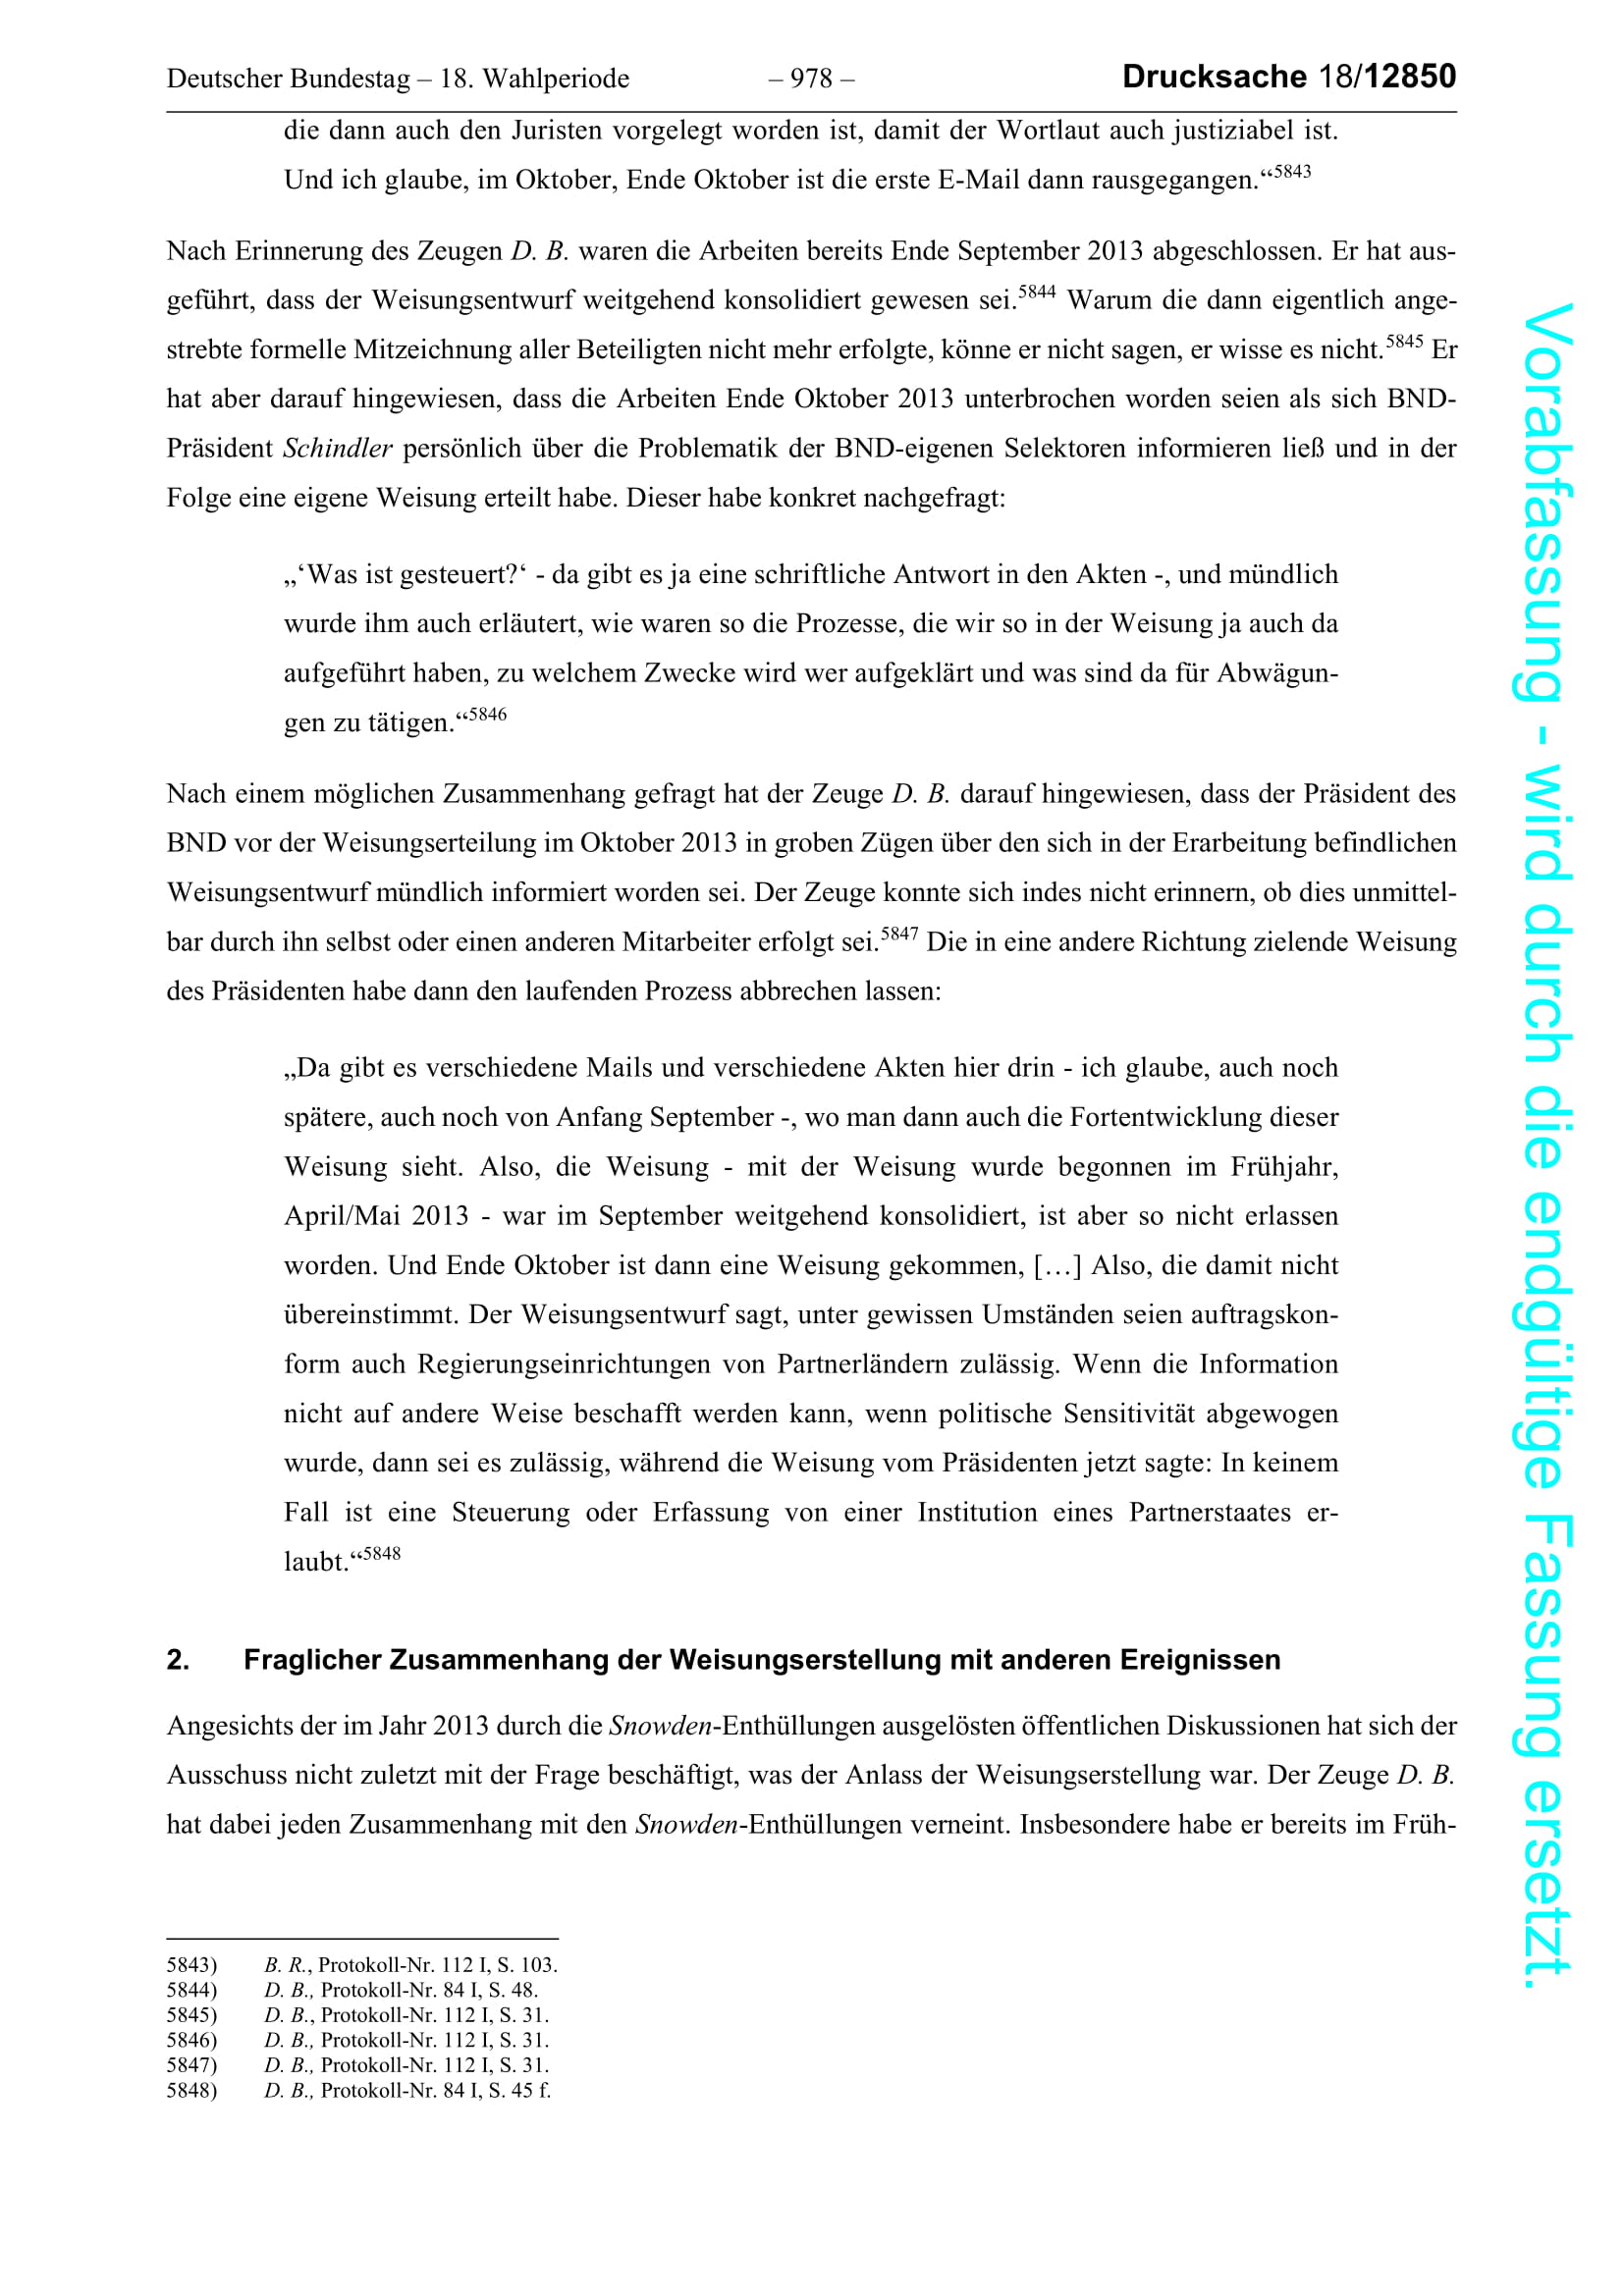 Deutscher Bundestag – 18. Wahlperiode – 978 – Drucksache 18/12850
die dann auch den Juristen vorgelegt worden ist, damit der Wortlaut auch justiziabel ist.
Und ich glaube, im Oktober, Ende Oktober ist die erste E-Mail dann rausgegangen.“5843
Nach Erinnerung des Zeugen D. B. waren die Arbeiten bereits Ende September 2013 abgeschlossen. Er hat aus-
geführt, dass der Weisungsentwurf weitgehend konsolidiert gewesen sei.5844 Warum die dann eigentlich ange-
strebte formelle Mitzeichnung aller Beteiligten nicht mehr erfolgte, könne er nicht sagen, er wisse es nicht.5845 Er
hat aber darauf hingewiesen, dass die Arbeiten Ende Oktober 2013 unterbrochen worden seien als sich BND-
Präsident Schindler persönlich über die Problematik der BND-eigenen Selektoren informieren ließ und in der
Folge eine eigene Weisung erteilt habe. Dieser habe konkret nachgefragt:
„‘Was ist gesteuert?‘ - da gibt es ja eine schriftliche Antwort in den Akten -, und mündlich
wurde ihm auch erläutert, wie waren so die Prozesse, die wir so in der Weisung ja auch da
aufgeführt haben, zu welchem Zwecke wird wer aufgeklärt und was sind da für Abwägun-
gen zu tätigen.“5846
Nach einem möglichen Zusammenhang gefragt hat der Zeuge D. B. darauf hingewiesen, dass der Präsident des
BND vor der Weisungserteilung im Oktober 2013 in groben Zügen über den sich in der Erarbeitung befindlichen
Weisungsentwurf mündlich informiert worden sei. Der Zeuge konnte sich indes nicht erinnern, ob dies unmittel-
bar durch ihn selbst oder einen anderen Mitarbeiter erfolgt sei.5847 Die in eine andere Richtung zielende Weisung
des Präsidenten habe dann den laufenden Prozess abbrechen lassen:
„Da gibt es verschiedene Mails und verschiedene Akten hier drin - ich glaube, auch noch
spätere, auch noch von Anfang September -, wo man dann auch die Fortentwicklung dieser
Weisung sieht. Also, die Weisung - mit der Weisung wurde begonnen im Frühjahr,
April/Mai 2013 - war im September weitgehend konsolidiert, ist aber so nicht erlassen
worden. Und Ende Oktober ist dann eine Weisung gekommen, […] Also, die damit nicht
übereinstimmt. Der Weisungsentwurf sagt, unter gewissen Umständen seien auftragskon-
form auch Regierungseinrichtungen von Partnerländern zulässig. Wenn die Information
nicht auf andere Weise beschafft werden kann, wenn politische Sensitivität abgewogen
wurde, dann sei es zulässig, während die Weisung vom Präsidenten jetzt sagte: In keinem
Fall ist eine Steuerung oder Erfassung von einer Institution eines Partnerstaates er-
laubt.“5848
2. Fraglicher Zusammenhang der Weisungserstellung mit anderen Ereignissen
Angesichts der im Jahr 2013 durch die Snowden-Enthüllungen ausgelösten öffentlichen Diskussionen hat sich der
Ausschuss nicht zuletzt mit der Frage beschäftigt, was der Anlass der Weisungserstellung war. Der Zeuge D. B.
hat dabei jeden Zusammenhang mit den Snowden-Enthüllungen verneint. Insbesondere habe er bereits im Früh-
5843) B. R., Protokoll-Nr. 112 I, S. 103.
5844) D. B., Protokoll-Nr. 84 I, S. 48.
5845) D. B., Protokoll-Nr. 112 I, S. 31.
5846) D. B., Protokoll-Nr. 112 I, S. 31.
5847) D. B., Protokoll-Nr. 112 I, S. 31.
5848) D. B., Protokoll-Nr. 84 I, S. 45 f.
Vorabfassung - wird durch die endgültige Fassung ersetzt.